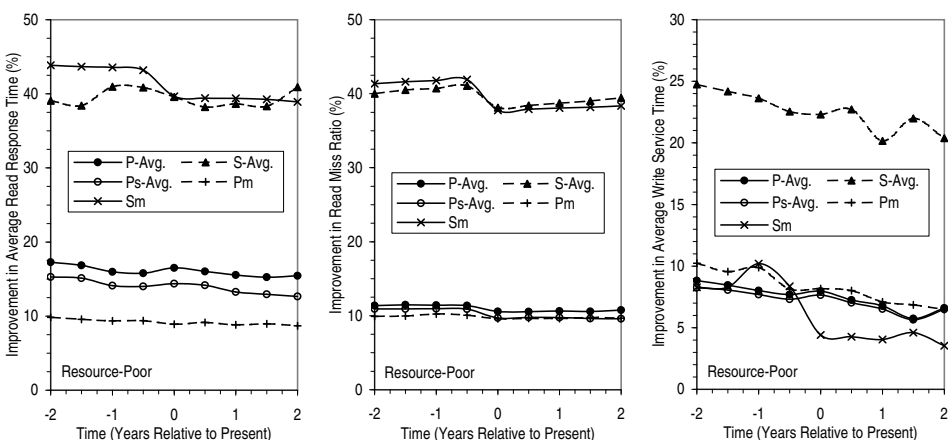 Improvement in Average Read Response Time (%)
50
40
30
20
10
0
P-Avg.
S-Avg.
Ps-Avg.
Pm
Sm
Resource-Poor
-2 -1 0 1 2
Time (Years Relative to Present)
Improvement in Read Miss Ratio (%)
50
40
30
20
10
0
P-Avg.
S-Avg.
Ps-Avg.
Pm
Sm
Resource-Poor
-2 -1 0 1 2
Time (Years Relative to Present)
Improvement in Average Write Service Time (%)
30
25
20
15
10
5
0
P-Avg.
S-Avg.
Ps-Avg.
Pm
Sm
Resource-Poor
-2 -1 0 1 2
Time (Years Relative to Present)